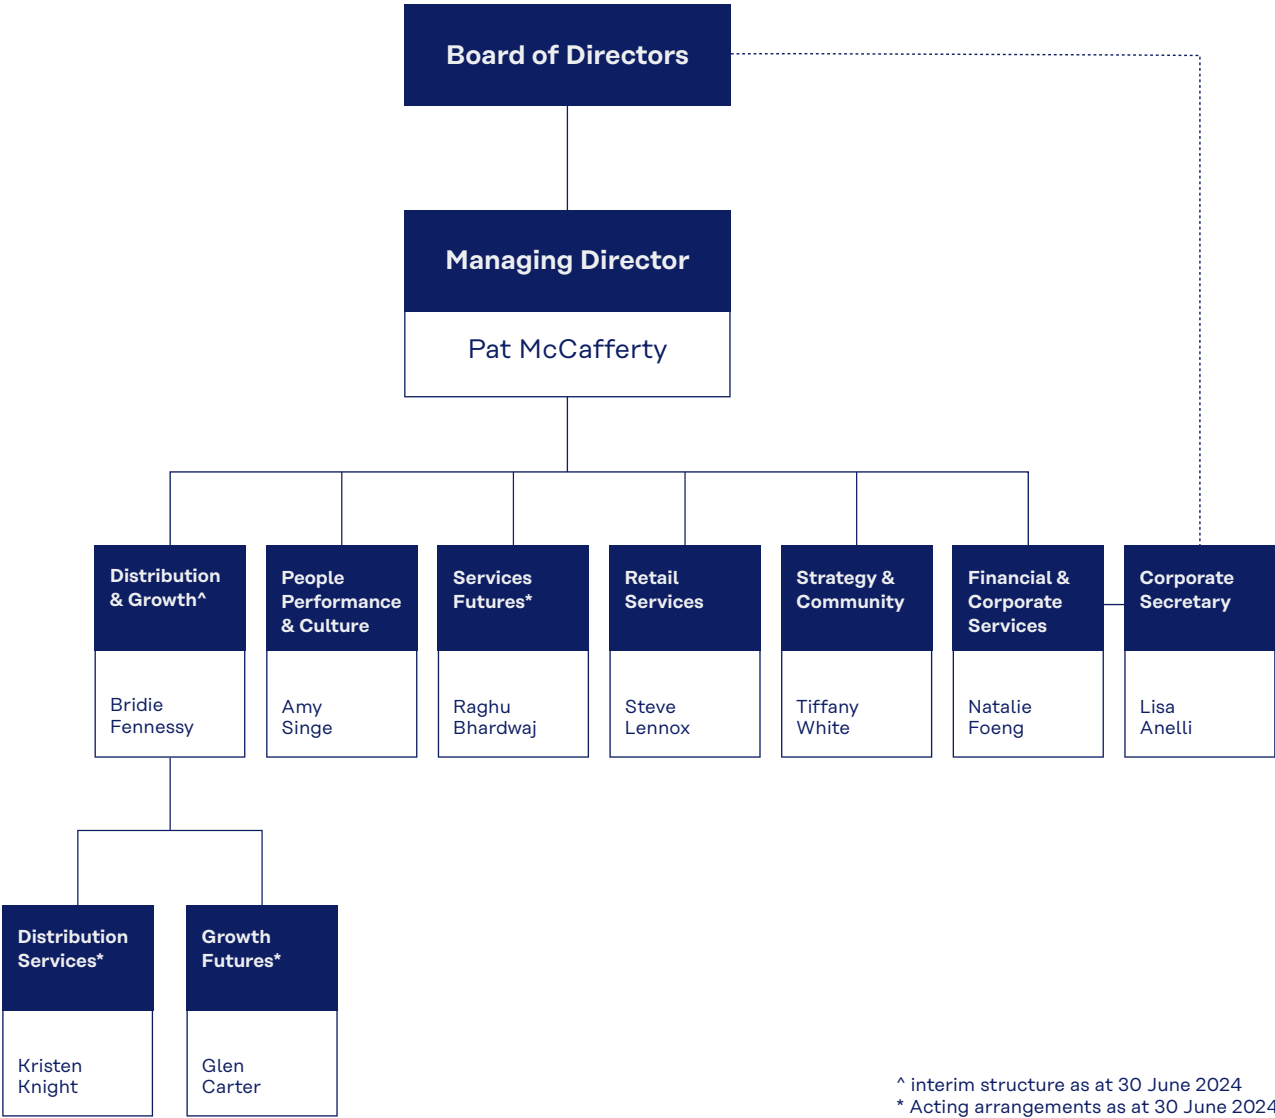 Board of Directors
Managing Director
Pat McCafferty
Distribution
& Growth^
Bridie
Fennessy
People
Performance
& Culture
Amy
Singe
Services
Futures*
Raghu
Bhardwaj
Retail
Services
Steve
Lennox
Strategy &
Community
Tiffany
White
Financial &
Corporate
Services
Natalie
Foeng
Corporate
Secretary
Lisa
Anelli
Distribution
Services*
Kristen
Knight
Growth
Futures*
Glen
Carter
^ interim structure as at 30 June 2024
* Acting arrangements as at 30 June 2024